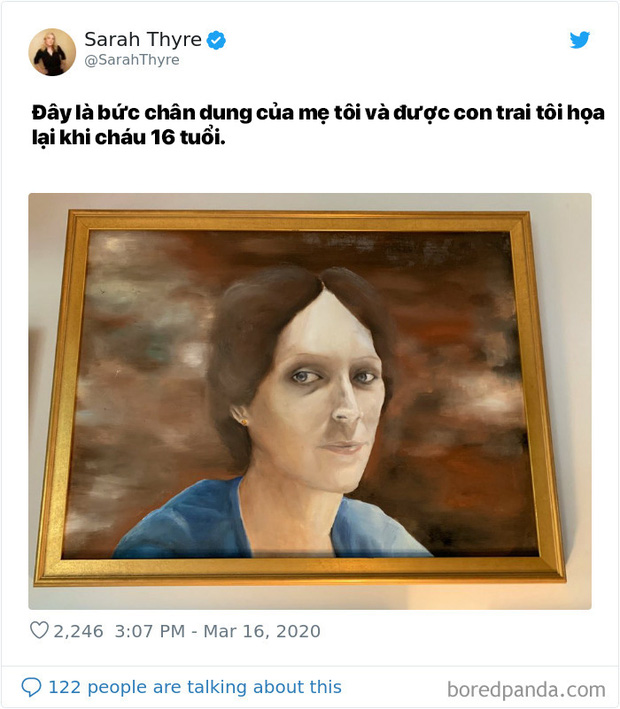 Sarah Thyre
@SarahThyre
Đây là bức chân dung của mẹ tôi và được con trai tôi họa
lại khi cháu 16 tuổi.
2,246 3:07 PM - Mar 16, 2020
122 people are talking about this
boredpanda.com